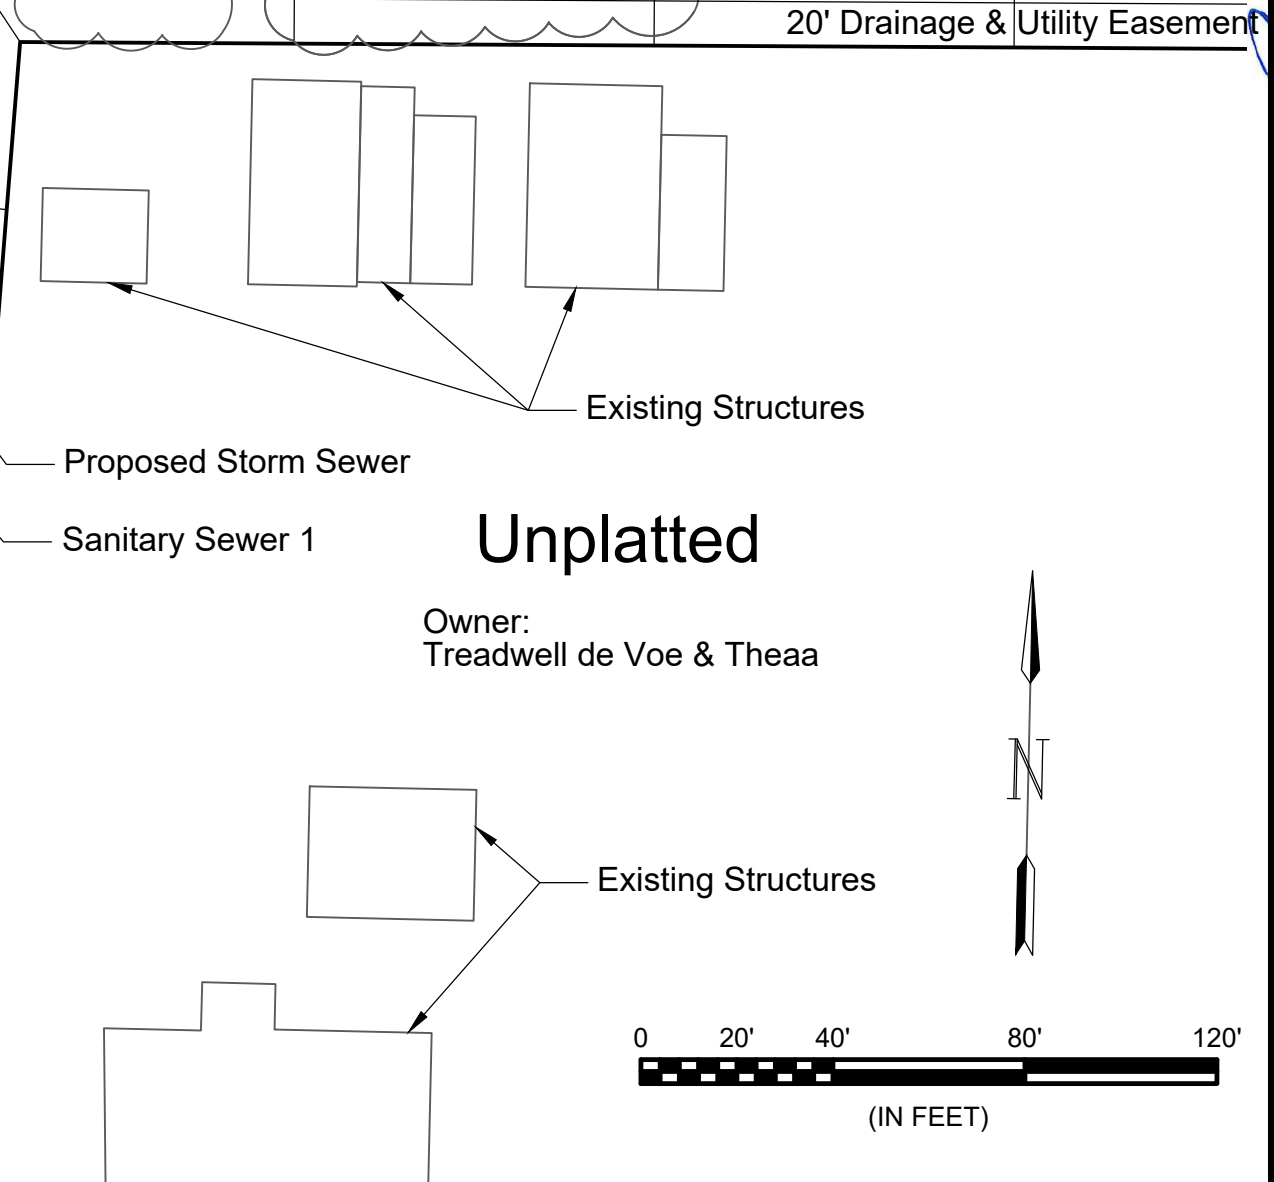 20' Drainage & Utility Easement
Existing Structures
Proposed Storm Sewer
Sanitary Sewer 1
Unplatted
Owner:
Treadwell de Voe & Theaa
N
Existing Structures
0 20' 40' 80' 120'
(IN FEET)